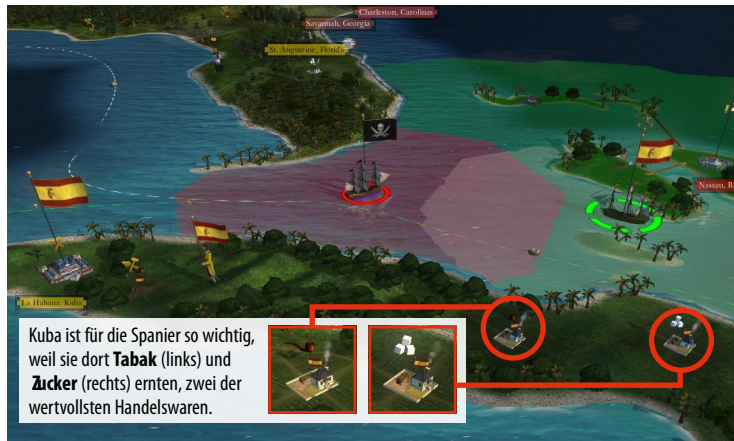 Charleston, Carolinas
Savannah, Georgia
St. Augustine, Florida
Nassau, B
La Habana, Kuba
Kuba ist für die Spanier so wichtig,
weil sie dort Tabak (links) und
Zucker (rechts) ernten, zwei der
wertvollsten Handelswaren.